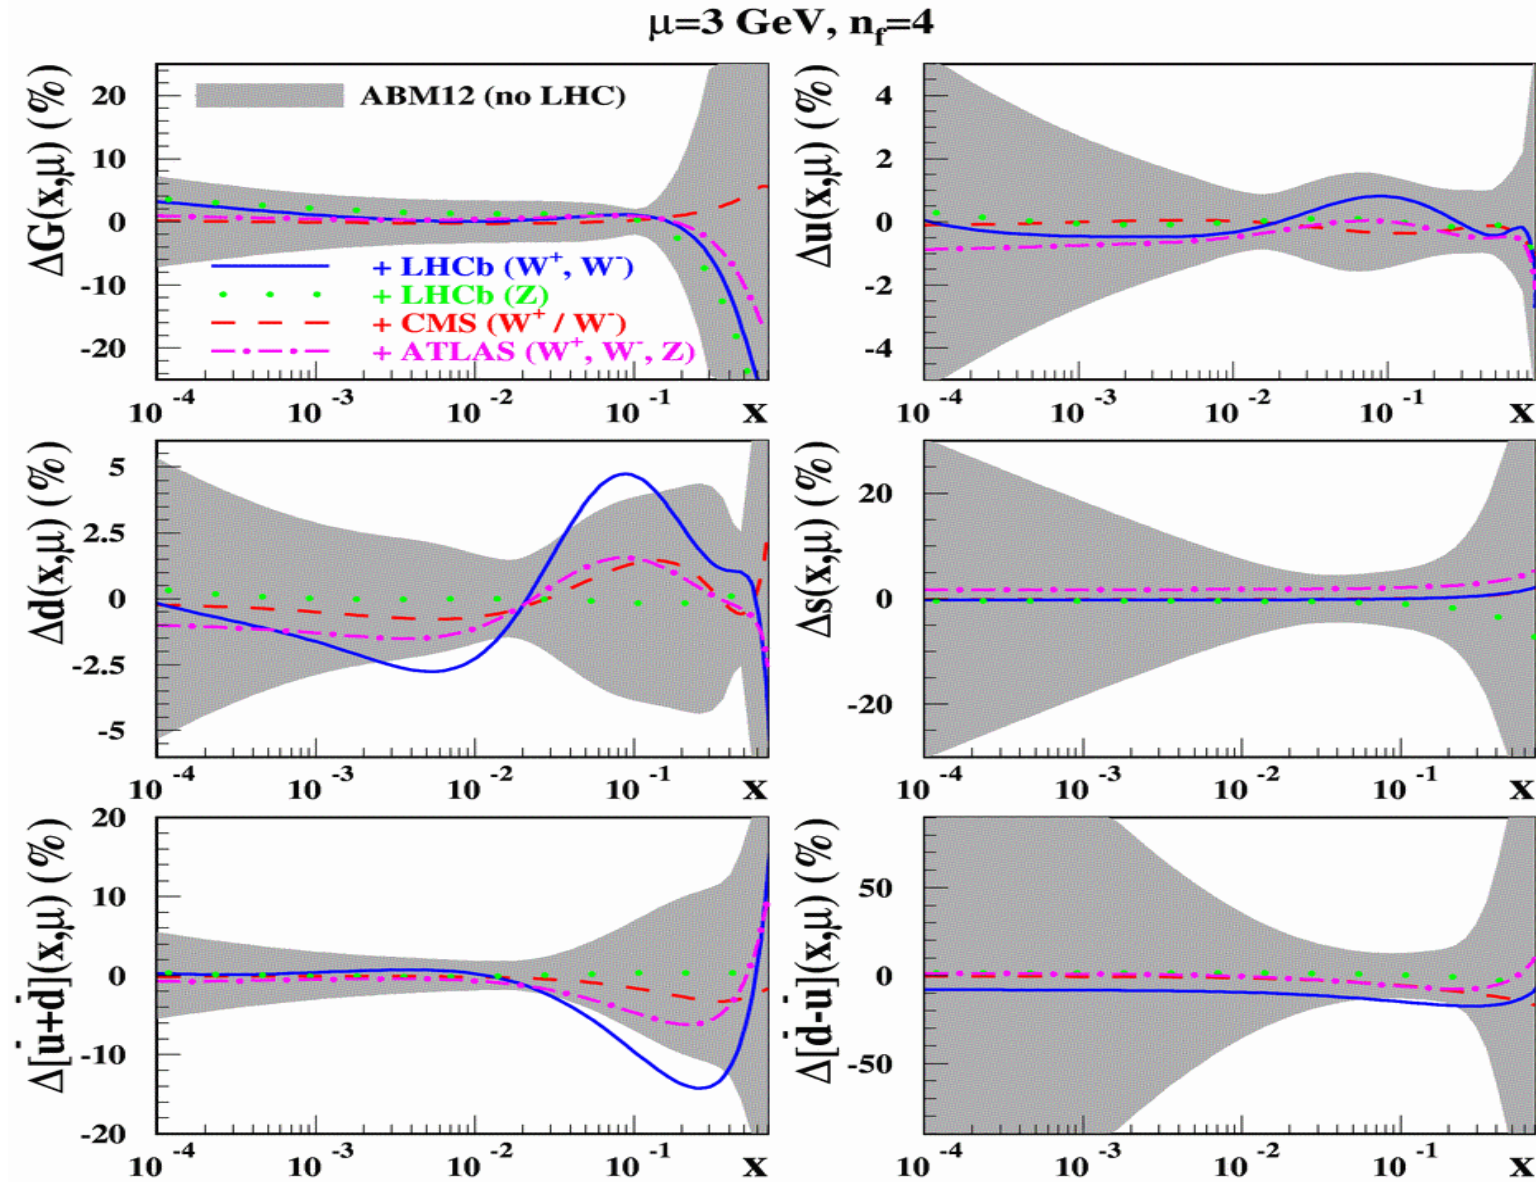 μ=3 GeV, n_f=4
ΔG(x,μ) (%)
20
10
0
-10
-20
ABM12 (no LHC)
+ LHCb (W⁺, W⁻)
+ LHCb (Z)
+ CMS (W⁺ / W⁻)
+ ATLAS (W⁺, W⁻, Z)
10⁻⁴ 10⁻³ 10⁻² 10⁻¹ x
Δu(x,μ) (%)
4
2
0
-2
-4
10⁻⁴ 10⁻³ 10⁻² 10⁻¹ x
Δd(x,μ) (%)
5
2.5
0
-2.5
-5
10⁻⁴ 10⁻³ 10⁻² 10⁻¹ x
Δs(x,μ) (%)
20
0
-20
10⁻⁴ 10⁻³ 10⁻² 10⁻¹ x
Δ[ū+d̄](x,μ) (%)
20
10
0
-10
-20
10⁻⁴ 10⁻³ 10⁻² 10⁻¹ x
Δ[d̄-ū](x,μ) (%)
50
0
-50
10⁻⁴ 10⁻³ 10⁻² 10⁻¹ x